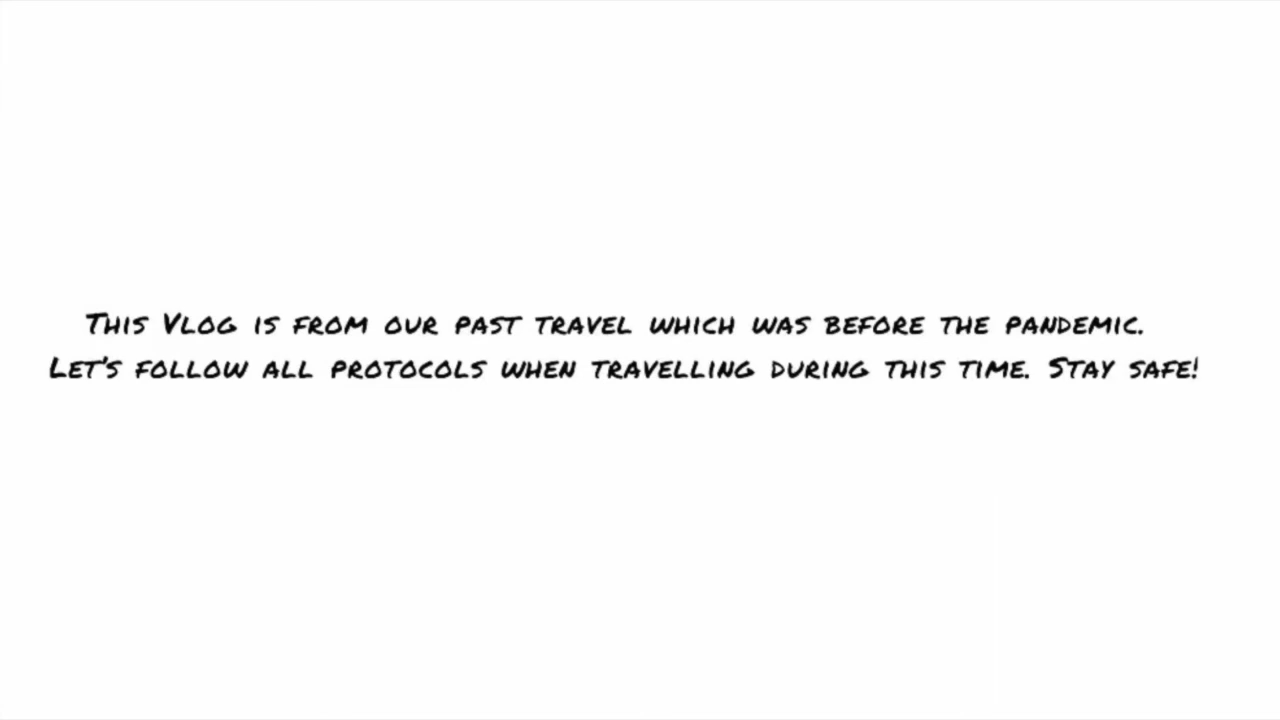 This Vlog is from our past travel which was before the pandemic.
Let's follow all protocols when travelling during this time. Stay safe!